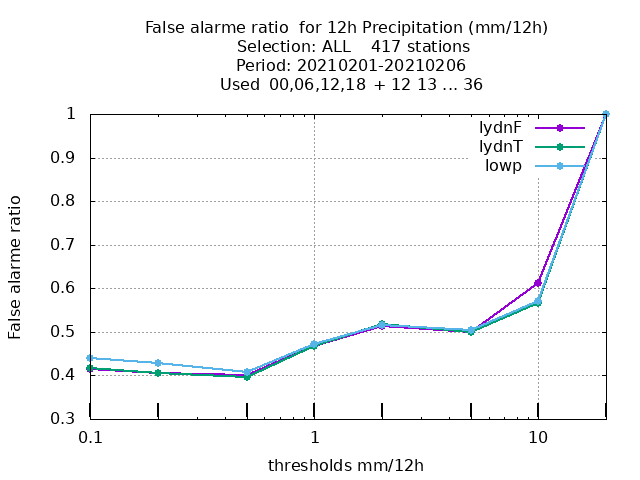 False alarme ratio  for 12h Precipitation (mm/12h)
Selection: ALL    417 stations
Period: 20210201-20210206
Used  00,06,12,18  + 12 13 ... 36
lydnF
lydnT
lowp
1
0.9
0.8
0.7
0.6
0.5
0.4
0.3
False alarme ratio
0.1
1
10
thresholds mm/12h